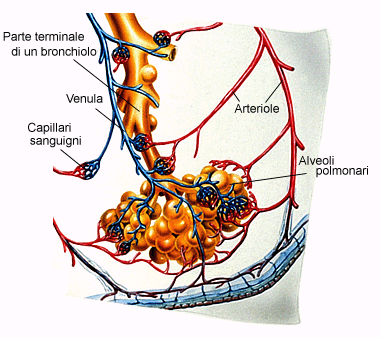 Parte terminale
di un bronchiolo
Venula
Arteriole
Capillari
sanguigni
Alveoli
polmonari